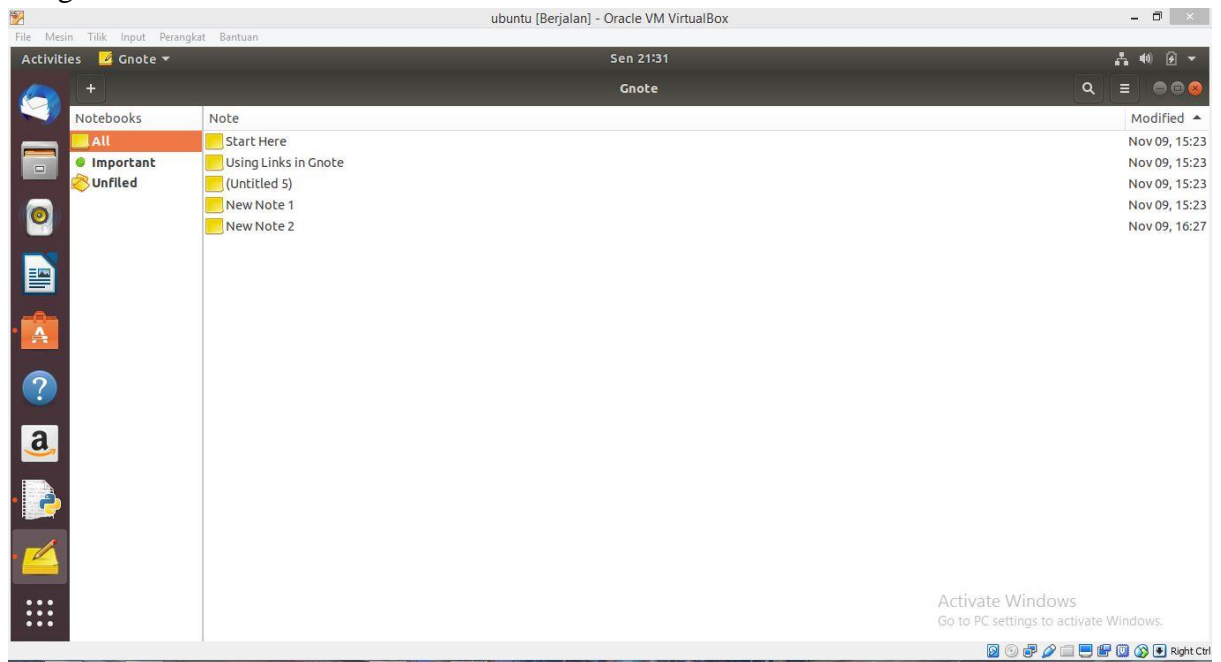 ubuntu [Berjalan] - Oracle VM VirtualBox
File Mesin Tilik Input Perangkat Bantuan
Activities Gnote Sen 21:31
Gnote
Notebooks Note Modified
All Start Here Nov 09, 15:23
Important Using Links in Gnote Nov 09, 15:23
Unfiled (Untitled 5) Nov 09, 15:23
New Note 1 Nov 09, 15:23
New Note 2 Nov 09, 16:27
Activate Windows
Go to PC settings to activate Windows.
Right Ctrl